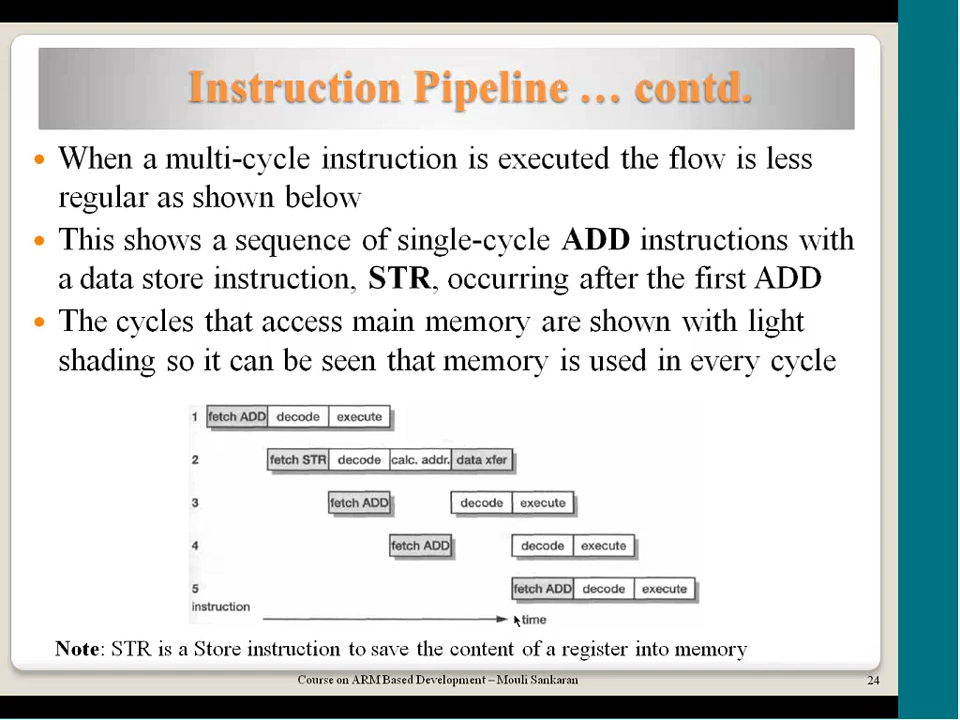 Instruction Pipeline … contd.
• When a multi-cycle instruction is executed the flow is less
regular as shown below
• This shows a sequence of single-cycle ADD instructions with
a data store instruction, STR, occurring after the first ADD
• The cycles that access main memory are shown with light
shading so it can be seen that memory is used in every cycle
1 fetch ADD decode execute
2 fetch STR decode calc. addr. data xfer
3 fetch ADD decode execute
4 fetch ADD decode execute
5 fetch ADD decode execute
instruction
time
Note: STR is a Store instruction to save the content of a register into memory
Course on ARM Based Development – Mouli Sankaran
24